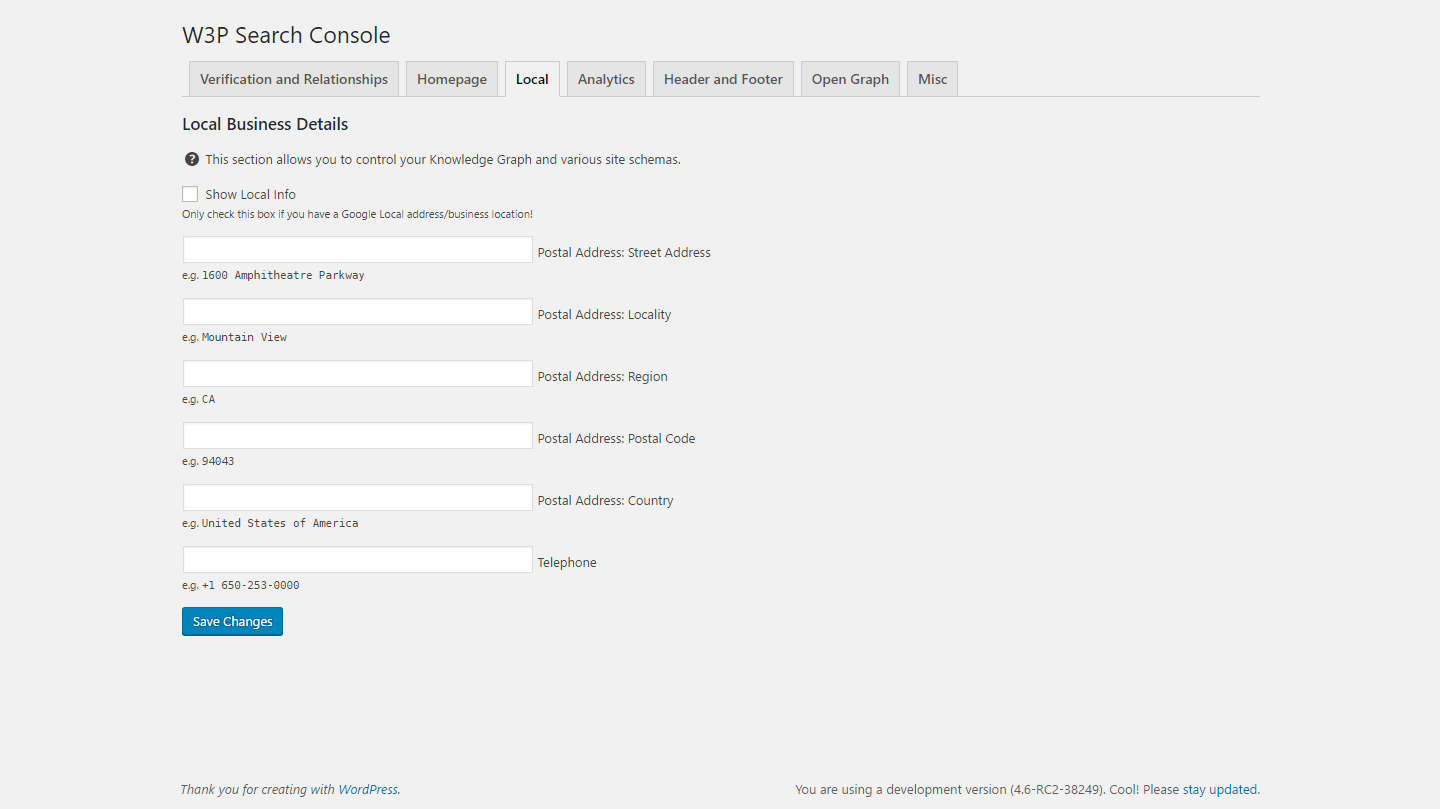 W3P Search Console
Verification and Relationships Homepage Local Analytics Header and Footer Open Graph Misc
Local Business Details
? This section allows you to control your Knowledge Graph and various site schemas.
Show Local Info
Only check this box if you have a Google Local address/business location!
Postal Address: Street Address
e.g. 1600 Amphitheatre Parkway
Postal Address: Locality
e.g. Mountain View
Postal Address: Region
e.g. CA
Postal Address: Postal Code
e.g. 94043
Postal Address: Country
e.g. United States of America
Telephone
e.g. +1 650-253-0000
Save Changes
Thank you for creating with WordPress. You are using a development version (4.6-RC2-38249). Cool! Please stay updated.